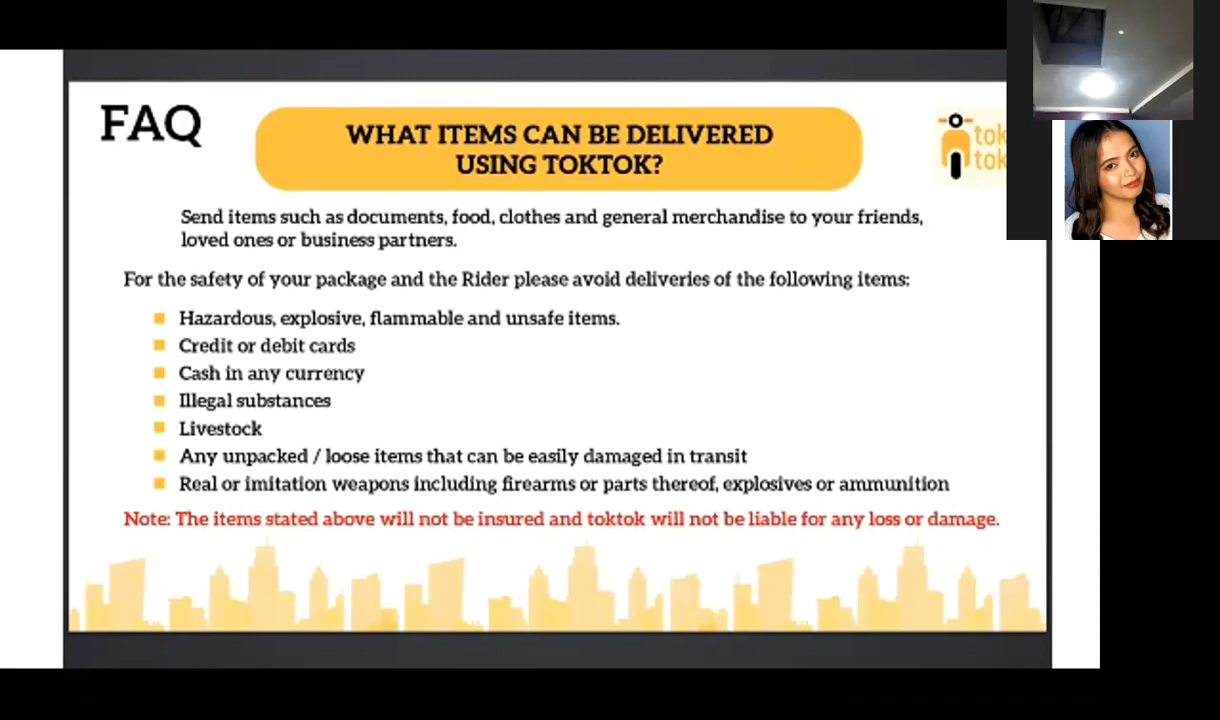 FAQ
WHAT ITEMS CAN BE DELIVERED
USING TOKTOK?
tok
tok
Send items such as documents, food, clothes and general merchandise to your friends,
loved ones or business partners.
For the safety of your package and the Rider please avoid deliveries of the following items:
Hazardous, explosive, flammable and unsafe items.
Credit or debit cards
Cash in any currency
Illegal substances
Livestock
Any unpacked / loose items that can be easily damaged in transit
Real or imitation weapons including firearms or parts thereof, explosives or ammunition
Note: The items stated above will not be insured and toktok will not be liable for any loss or damage.